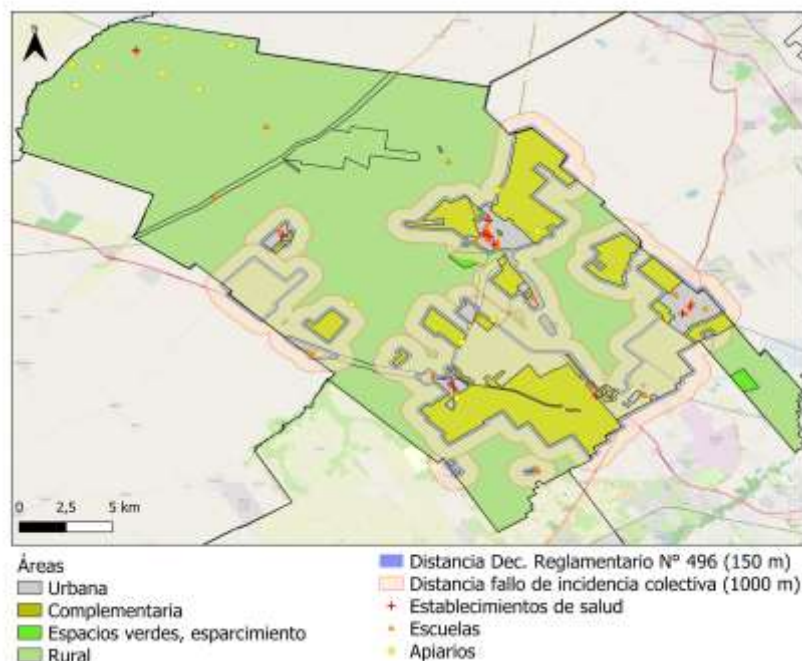 N
0 2,5 5 km
Áreas
Urbana
Complementaria
Espacios verdes, esparcimiento
Rural
Distancia Dec. Reglamentario N° 496 (150 m)
Distancia fallo de incidencia colectiva (1000 m)
Establecimientos de salud
Escuelas
Apiarios